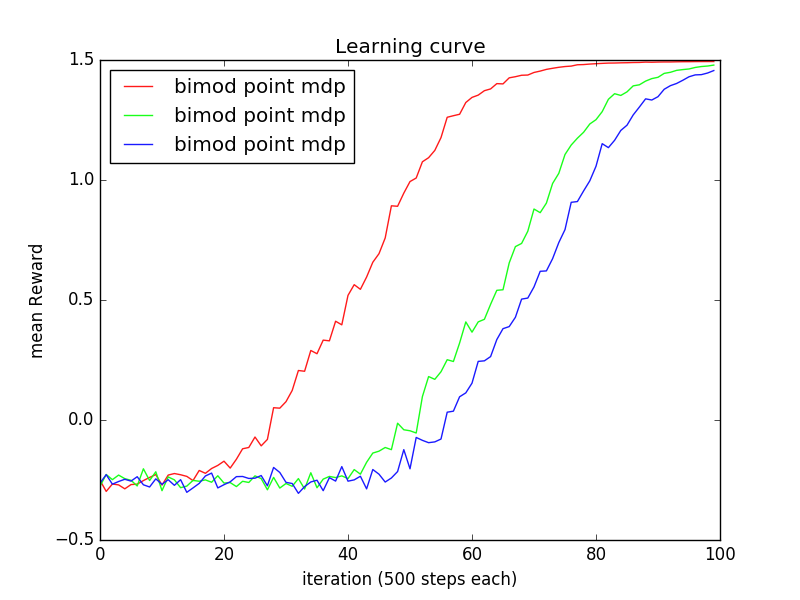 Learning curve
1.5
bimod point mdp
bimod point mdp
bimod point mdp
1.0
0.5
0.0
−0.5
mean Reward
0 20 40 60 80 100
iteration (500 steps each)